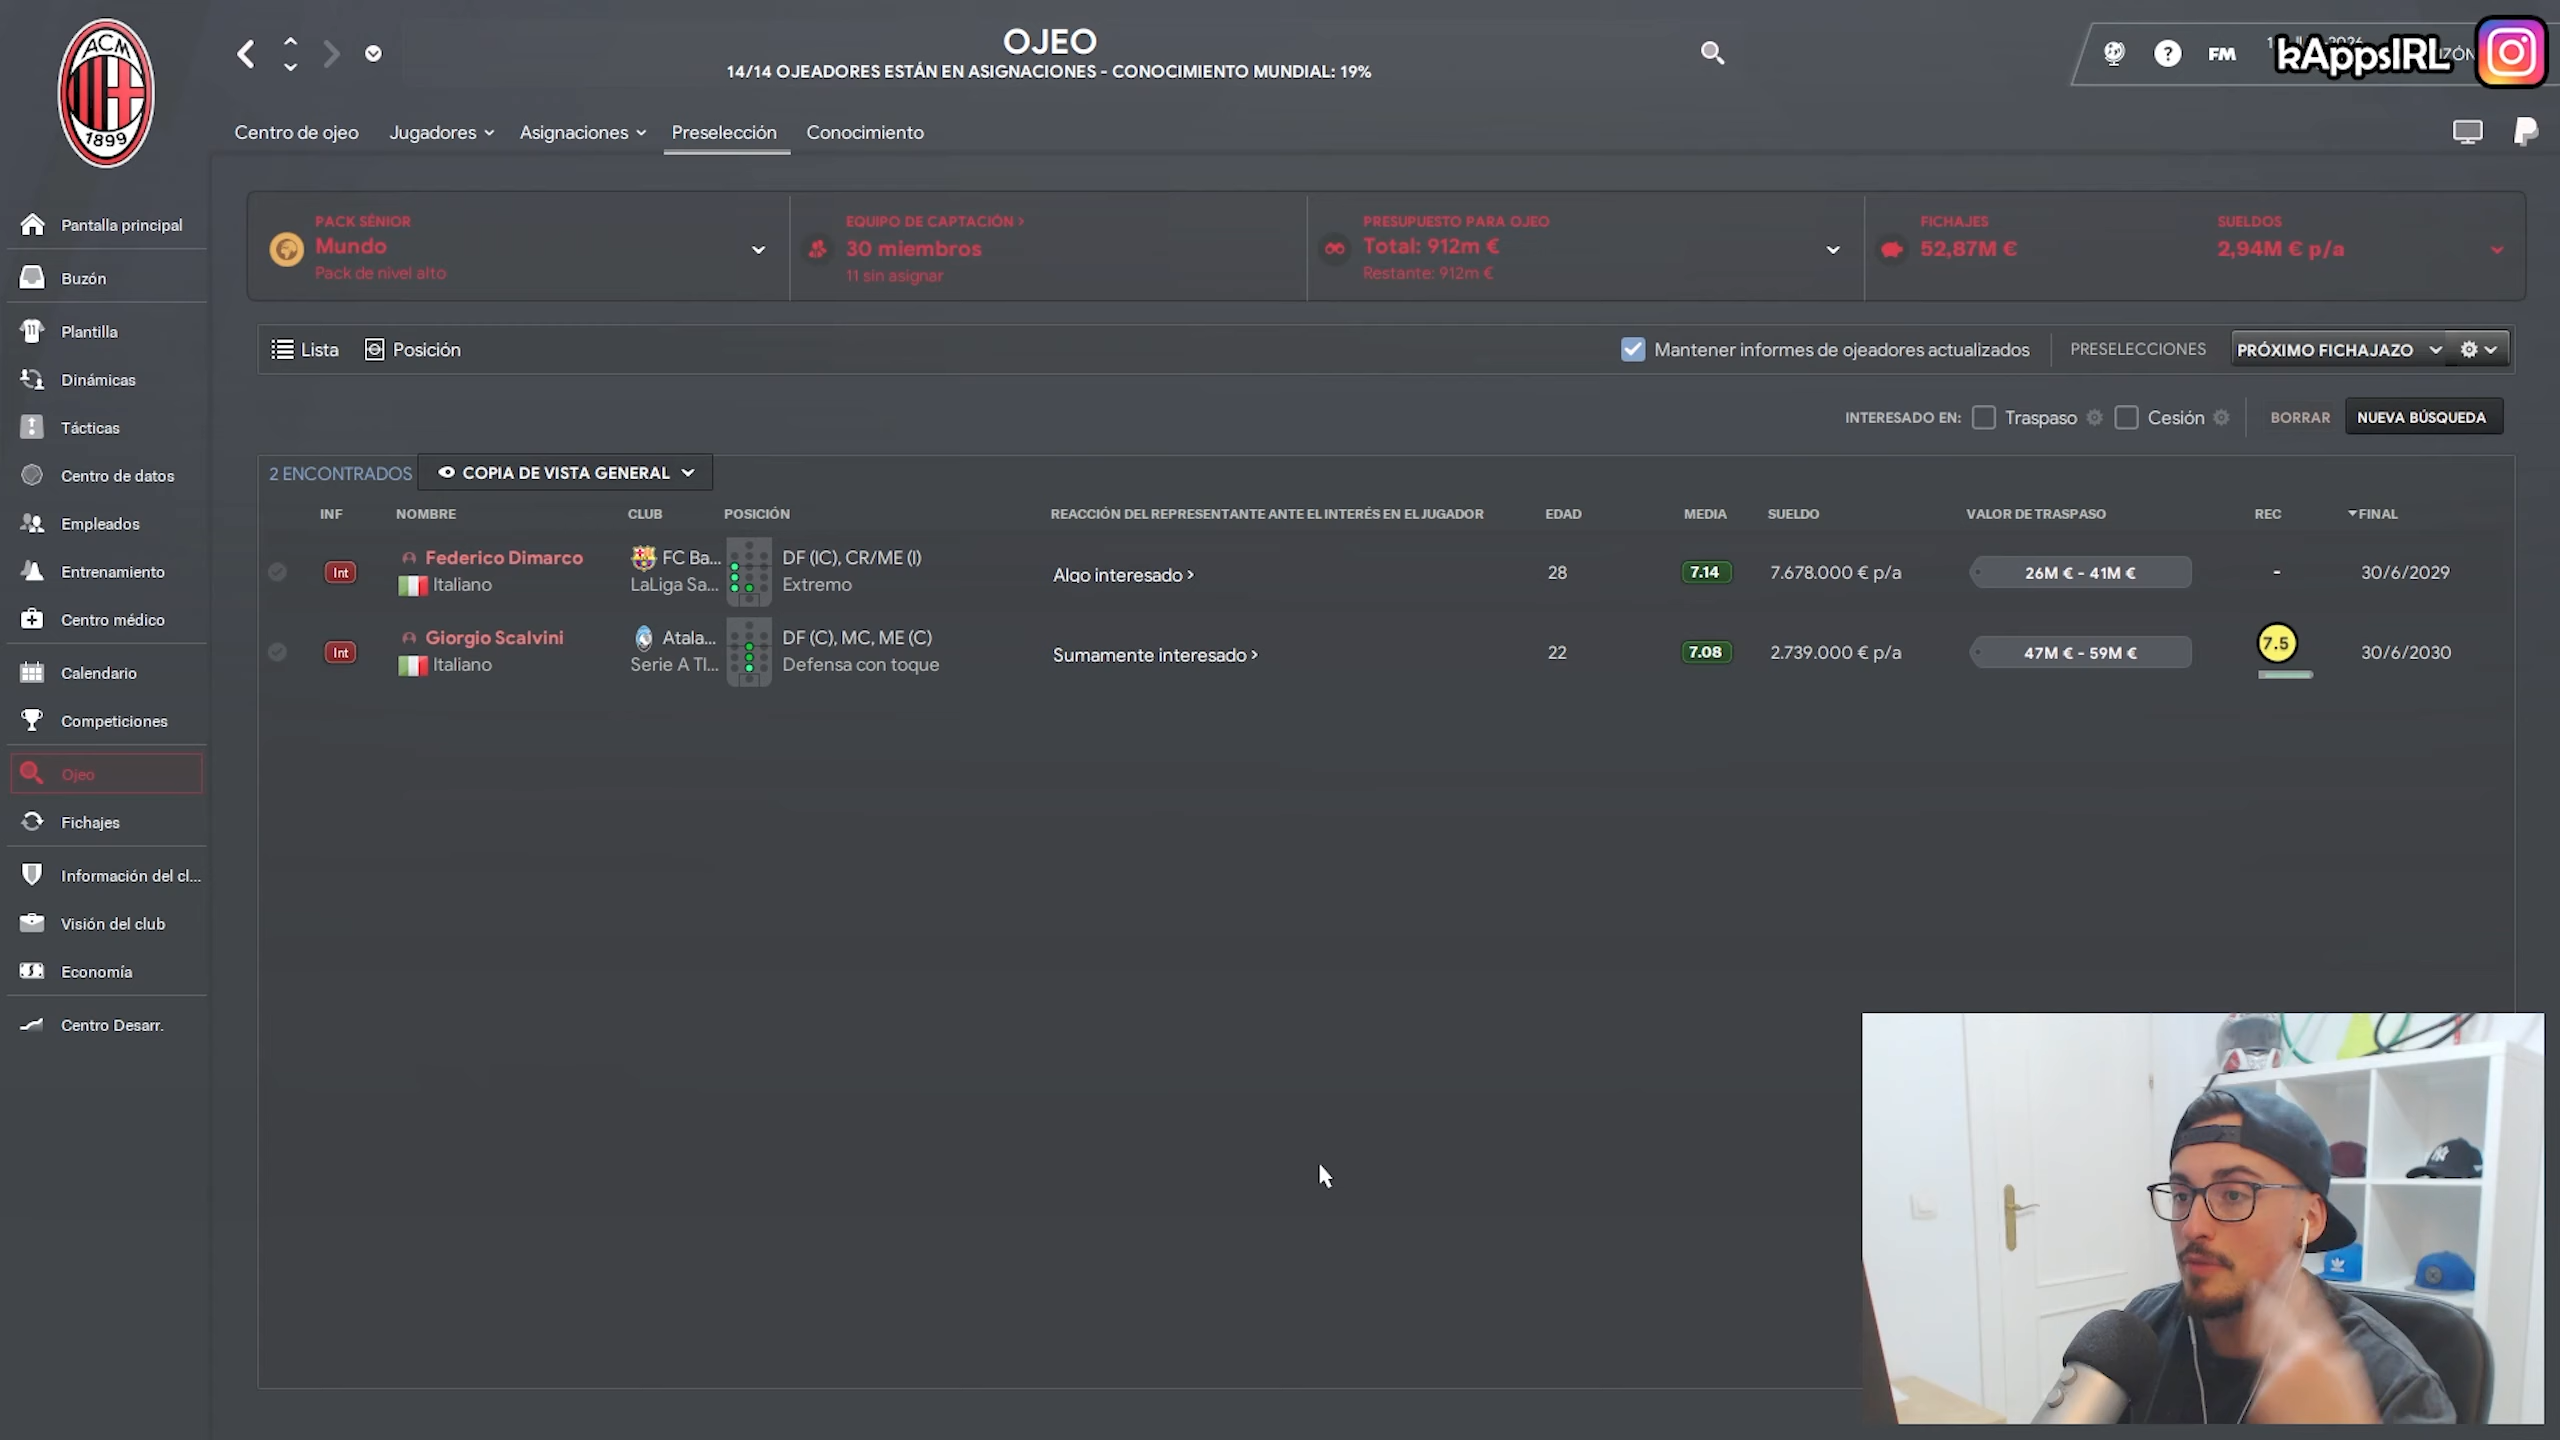 ACM
1899
OJEO
14/14 OJEADORES ESTÁN EN ASIGNACIONES - CONOCIMIENTO MUNDIAL: 19%
FM
kAppsIRL
Centro de ojeo
Jugadores
Asignaciones
Preselección
Conocimiento
Pantalla principal
Buzón
Plantilla
Dinámicas
Tácticas
Centro de datos
Empleados
Entrenamiento
Centro médico
Calendario
Competiciones
Ojeo
Fichajes
Información del cl...
Visión del club
Economía
Centro Desarr.
PACK SÉNIOR
Mundo
Pack de nivel alto
EQUIPO DE CAPTACIÓN >
30 miembros
11 sin asignar
PRESUPUESTO PARA OJEO
Total: 912m €
Restante: 912m €
FICHAJES
52,87M €
SUELDOS
2,94M € p/a
Lista
Posición
Mantener informes de ojeadores actualizados
PRESELECCIONES
PRÓXIMO FICHAJAZO
INTERESADO EN:
Traspaso
Cesión
BORRAR
NUEVA BÚSQUEDA
2 ENCONTRADOS
COPIA DE VISTA GENERAL
INF NOMBRE CLUB POSICIÓN REACCIÓN DEL REPRESENTANTE ANTE EL INTERÉS EN EL JUGADOR EDAD MEDIA SUELDO VALOR DE TRASPASO REC FINAL
Int Federico Dimarco FC Ba... DF (IC), CR/ME (I) Algo interesado > 28 7.14 7.678.000 € p/a 26M € - 41M € - 30/6/2029
Italiano LaLiga Sa... Extremo
Int Giorgio Scalvini Atala... DF (C), MC, ME (C) Sumamente interesado > 22 7.08 2.739.000 € p/a 47M € - 59M € 7.5 30/6/2030
Italiano Serie A TI... Defensa con toque